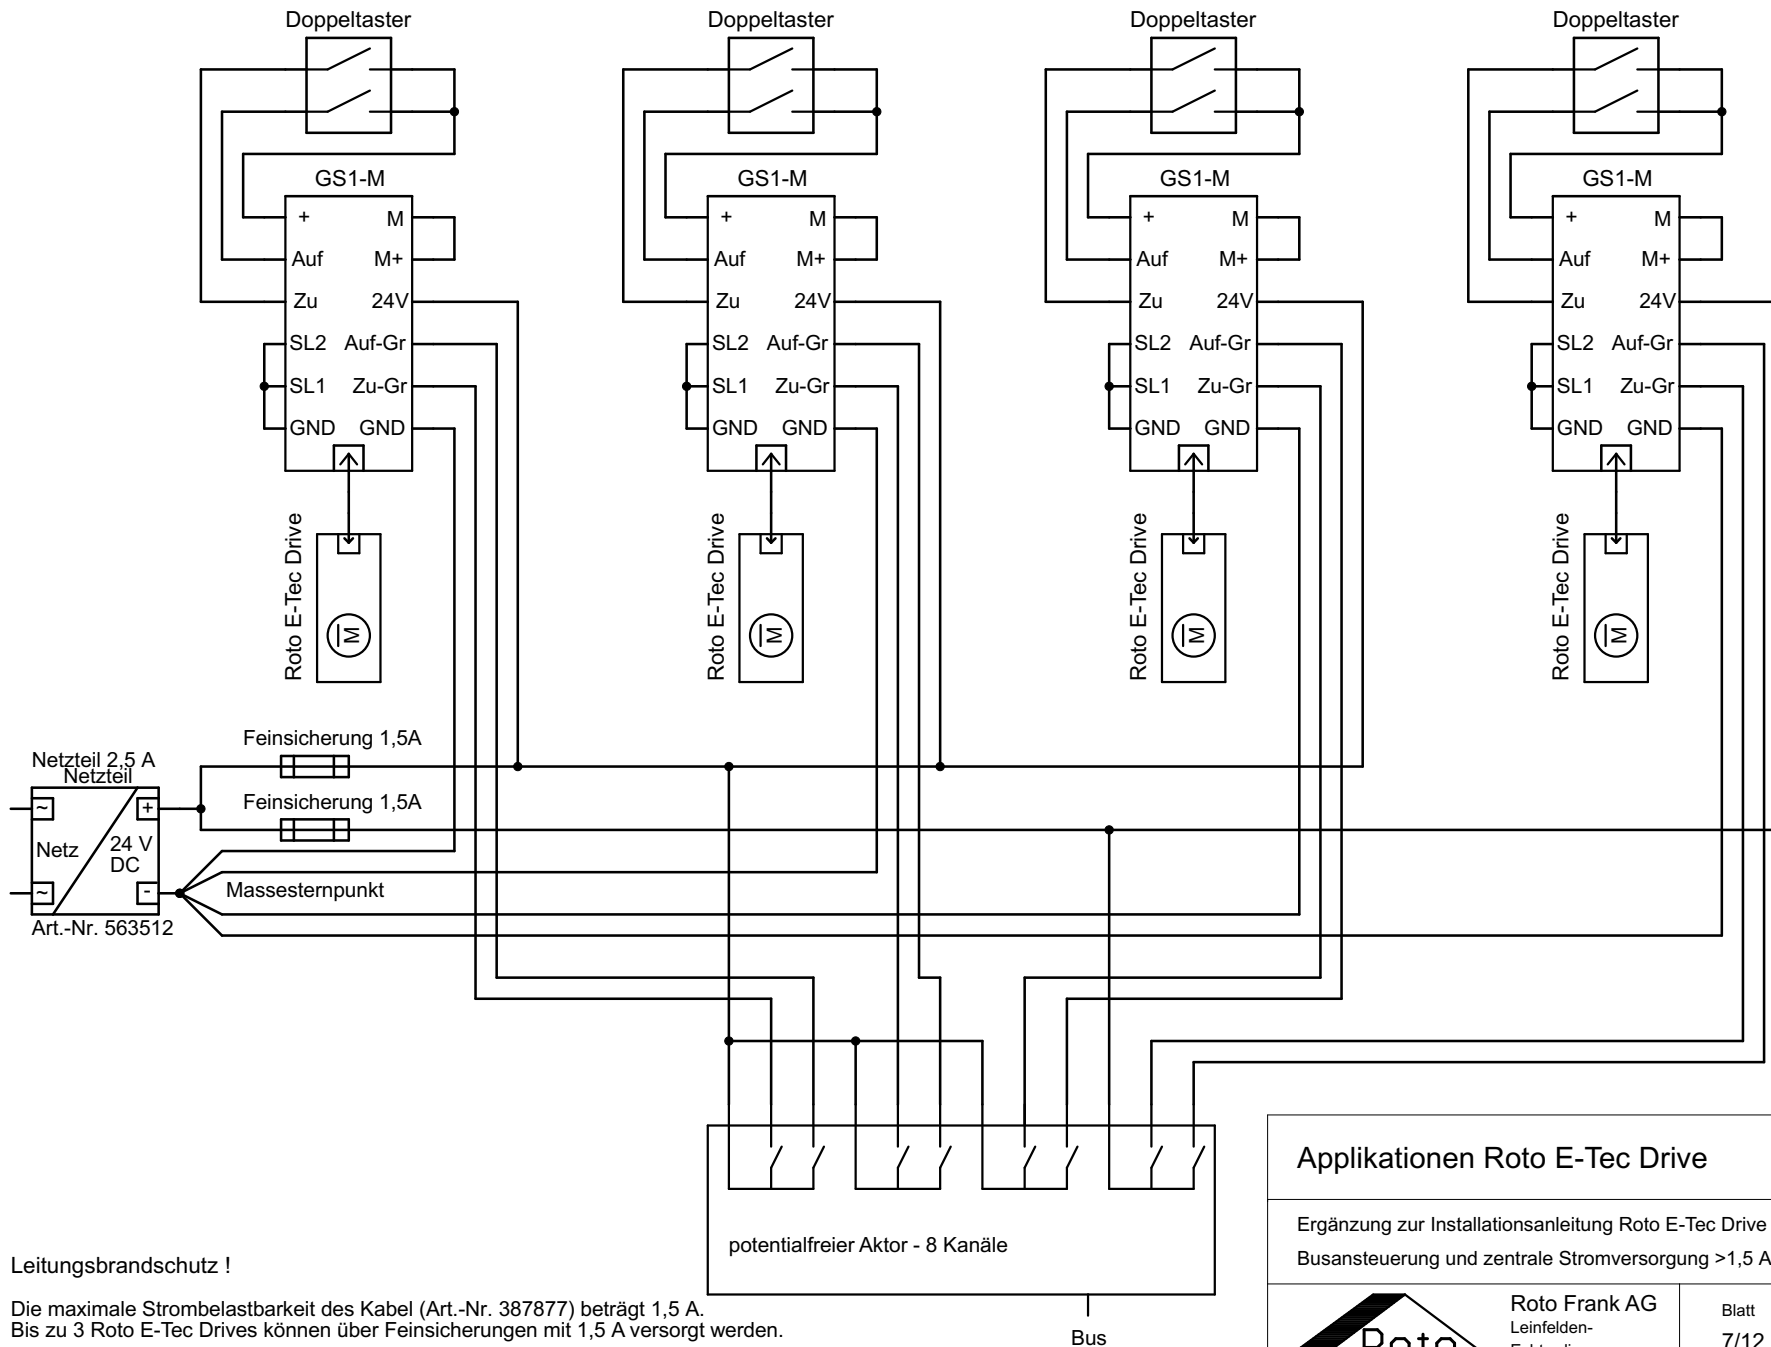 Doppeltaster Doppeltaster Doppeltaster Doppeltaster
GS1-M GS1-M GS1-M GS1-M
+ M + M + M + M
Auf M+ Auf M+ Auf M+ Auf M+
Zu 24V Zu 24V Zu 24V Zu 24V
SL2 Auf-Gr SL2 Auf-Gr SL2 Auf-Gr SL2 Auf-Gr
SL1 Zu-Gr SL1 Zu-Gr SL1 Zu-Gr SL1 Zu-Gr
GND GND GND GND GND GND GND GND
Roto E-Tec Drive Roto E-Tec Drive Roto E-Tec Drive Roto E-Tec Drive
M M M M
Feinsicherung 1,5A
Netzteil 2,5 A
Netzteil
Feinsicherung 1,5A
~ +
Netz 24 V
DC
~ -
Massesternpunkt
Art.-Nr. 563512
potentialfreier Aktor - 8 Kanäle
Bus
Leitungsbrandschutz !
Die maximale Strombelastbarkeit des Kabel (Art.-Nr. 387877) beträgt 1,5 A.
Bis zu 3 Roto E-Tec Drives können über Feinsicherungen mit 1,5 A versorgt werden.
Applikationen Roto E-Tec Drive
Ergänzung zur Installationsanleitung Roto E-Tec Drive
Busansteuerung und zentrale Stromversorgung >1,5 A
Roto
Roto Frank AG
Leinfelden-
Blatt
7/12